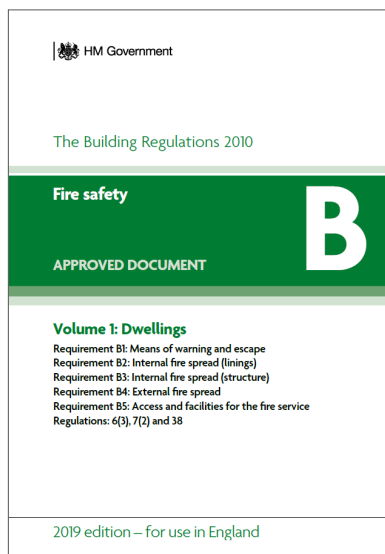 HM Government
The Building Regulations 2010
Fire safety
B
APPROVED DOCUMENT
Volume 1: Dwellings
Requirement B1: Means of warning and escape
Requirement B2: Internal fire spread (linings)
Requirement B3: Internal fire spread (structure)
Requirement B4: External fire spread
Requirement B5: Access and facilities for the fire service
Regulations: 6(3), 7(2) and 38
2019 edition – for use in England